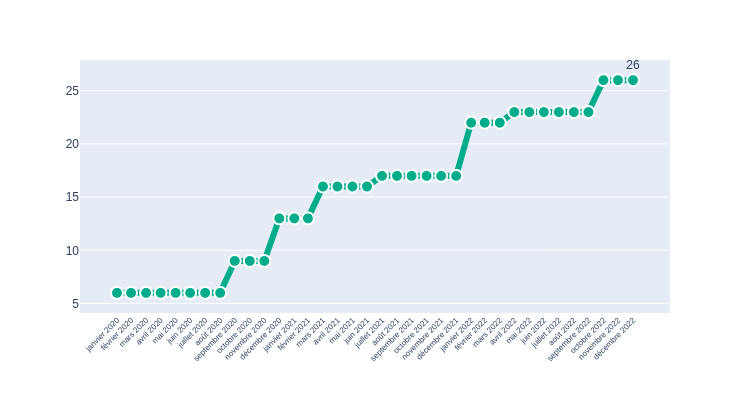 26
25
20
15
10
5
janvier 2020
février 2020
mars 2020
avril 2020
mai 2020
juin 2020
juillet 2020
août 2020
septembre 2020
octobre 2020
novembre 2020
décembre 2020
janvier 2021
février 2021
mars 2021
avril 2021
mai 2021
juin 2021
juillet 2021
août 2021
septembre 2021
octobre 2021
novembre 2021
décembre 2021
janvier 2022
février 2022
mars 2022
avril 2022
mai 2022
juin 2022
juillet 2022
août 2022
septembre 2022
octobre 2022
novembre 2022
décembre 2022